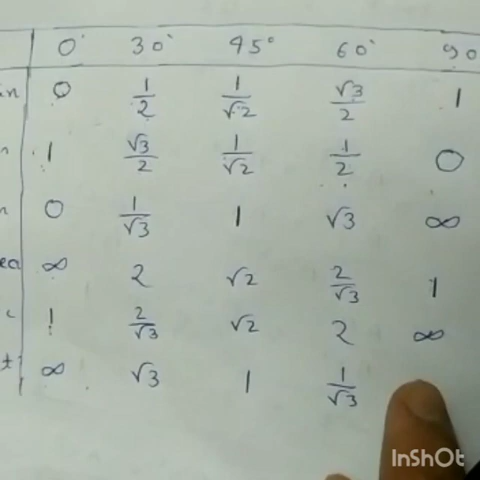 0° 30° 45° 60° 90
in 0 1/2 1/√2 √3/2 1
1 √3/2 1/√2 1/2 0
n 0 1/√3 1 √3 ∞
∞ 2 √2 2/√3 1
c 1 2/√3 √2 2 ∞
t ∞ √3 1 1/√3
InShOt